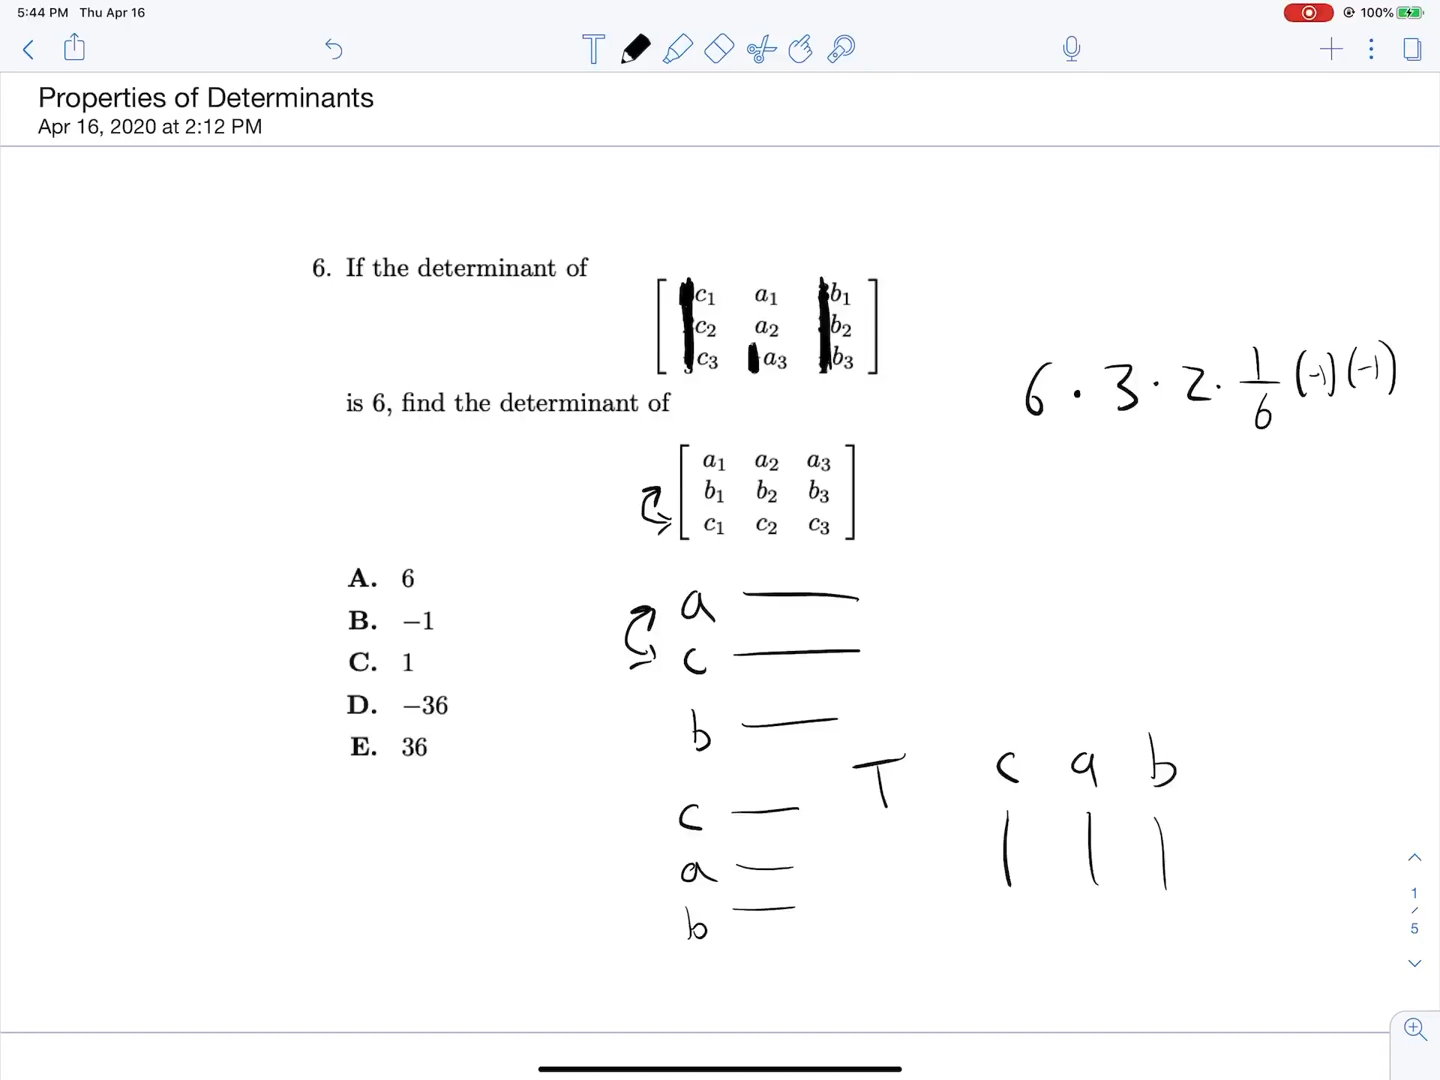 5:44 PM Thu Apr 16
100%
T
Properties of Determinants
Apr 16, 2020 at 2:12 PM
6. If the determinant of
c₁ a₁ b₁
c₂ a₂ b₂
c₃ a₃ b₃
6 · 3 · 2 · 1/6 (-1) (-1)
is 6, find the determinant of
a₁ a₂ a₃
b₁ b₂ b₃
c₁ c₂ c₃
A. 6
B. −1
C. 1
D. −36
E. 36
a
c
b
T c a b
c
a
b
1
/
5